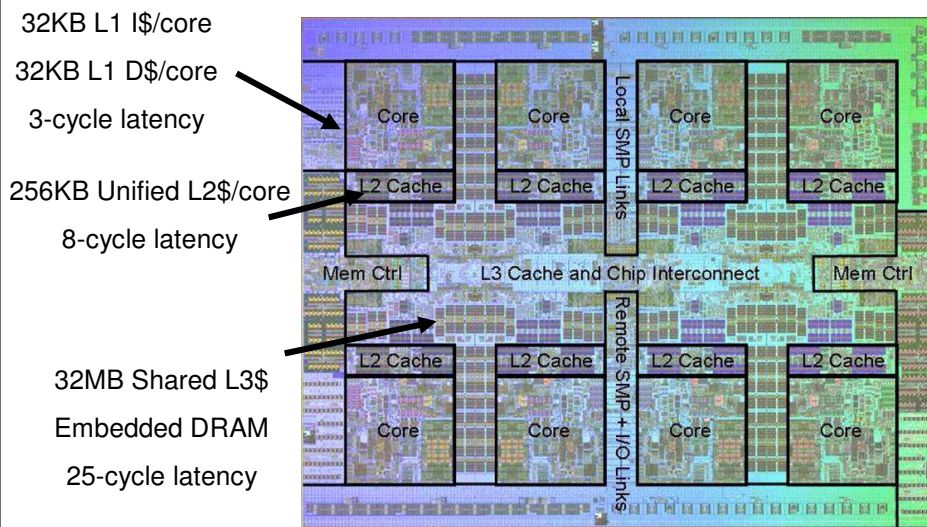 32KB L1 I$/core
32KB L1 D$/core
3-cycle latency
256KB Unified L2$/core
8-cycle latency
32MB Shared L3$
Embedded DRAM
25-cycle latency
Core
Core
Core
Core
Local SMP Links
L2 Cache
L2 Cache
L2 Cache
L2 Cache
Mem Ctrl
L3 Cache and Chip Interconnect
Mem Ctrl
Remote SMP + I/O Links
L2 Cache
L2 Cache
L2 Cache
L2 Cache
Core
Core
Core
Core